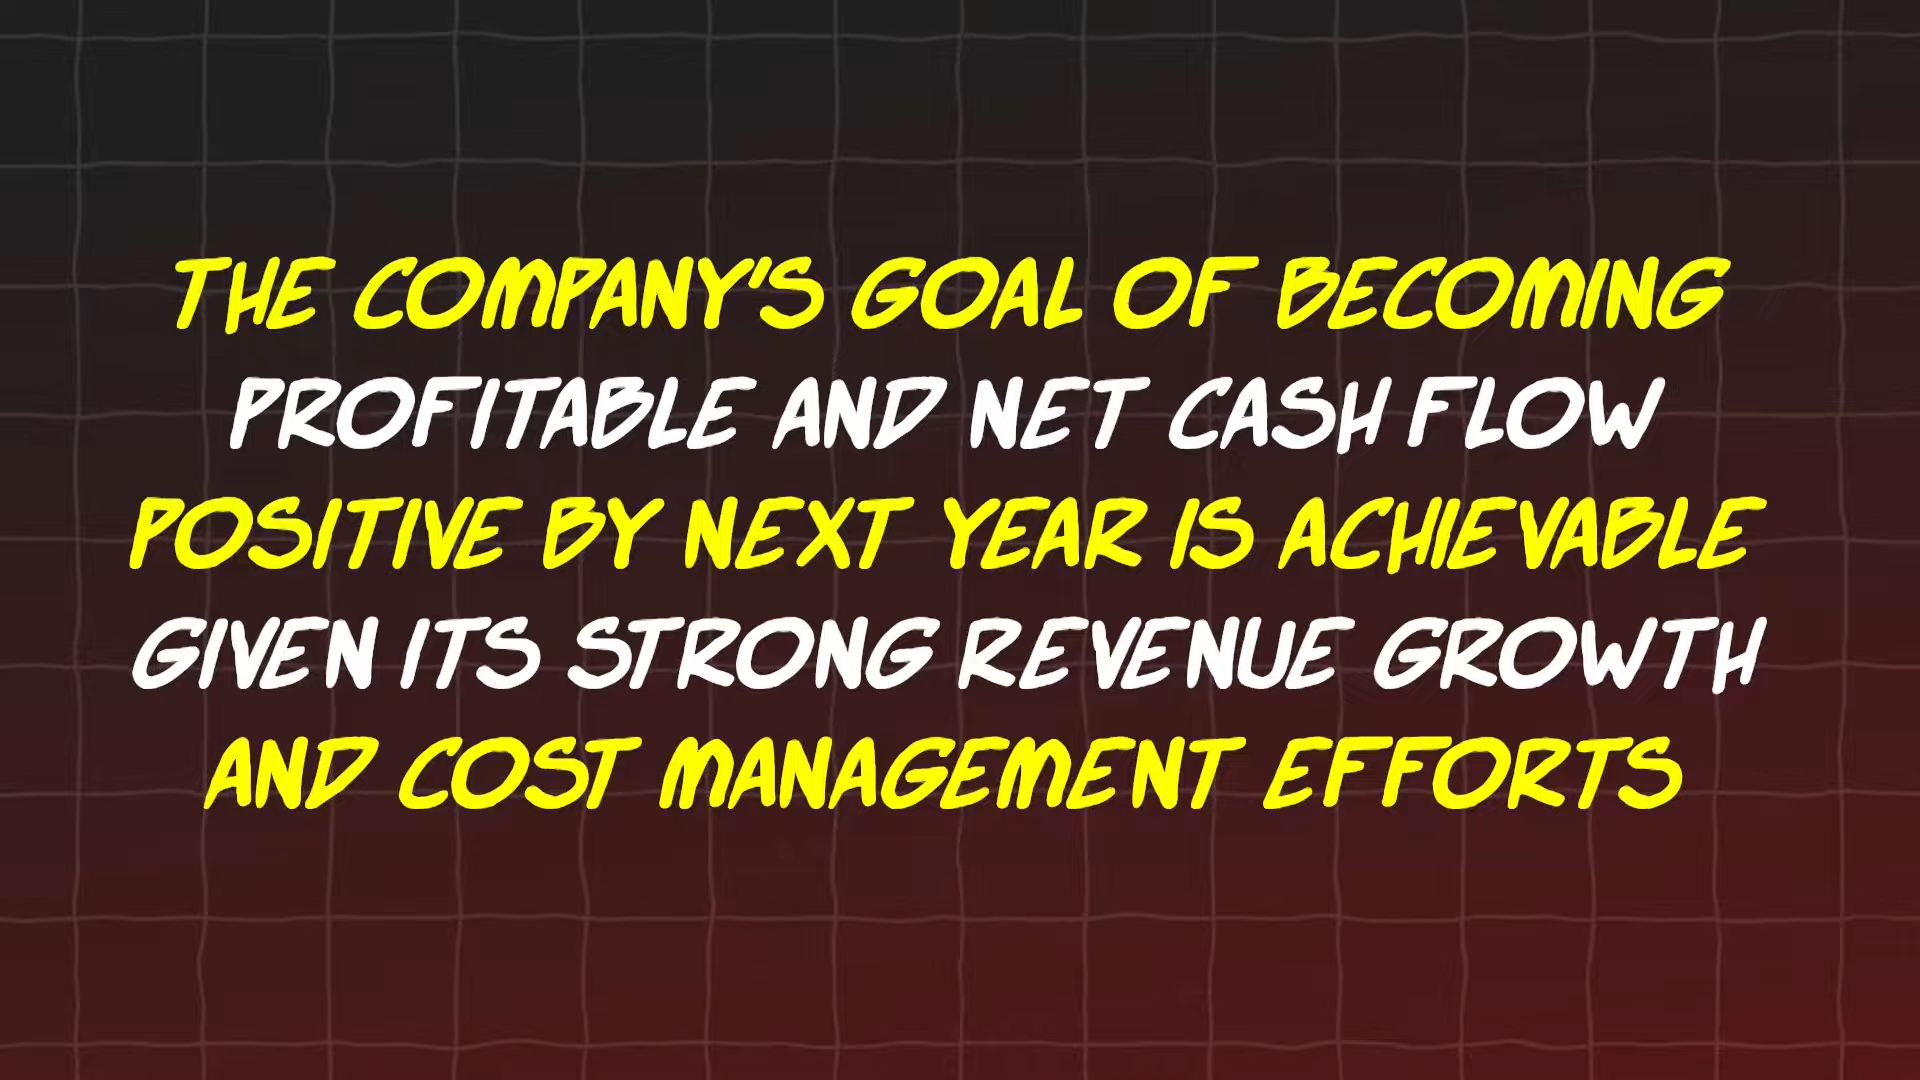 THE COMPANY'S GOAL OF BECOMING
PROFITABLE AND NET CASH FLOW
POSITIVE BY NEXT YEAR IS ACHIEVABLE
GIVEN ITS STRONG REVENUE GROWTH
AND COST MANAGEMENT EFFORTS